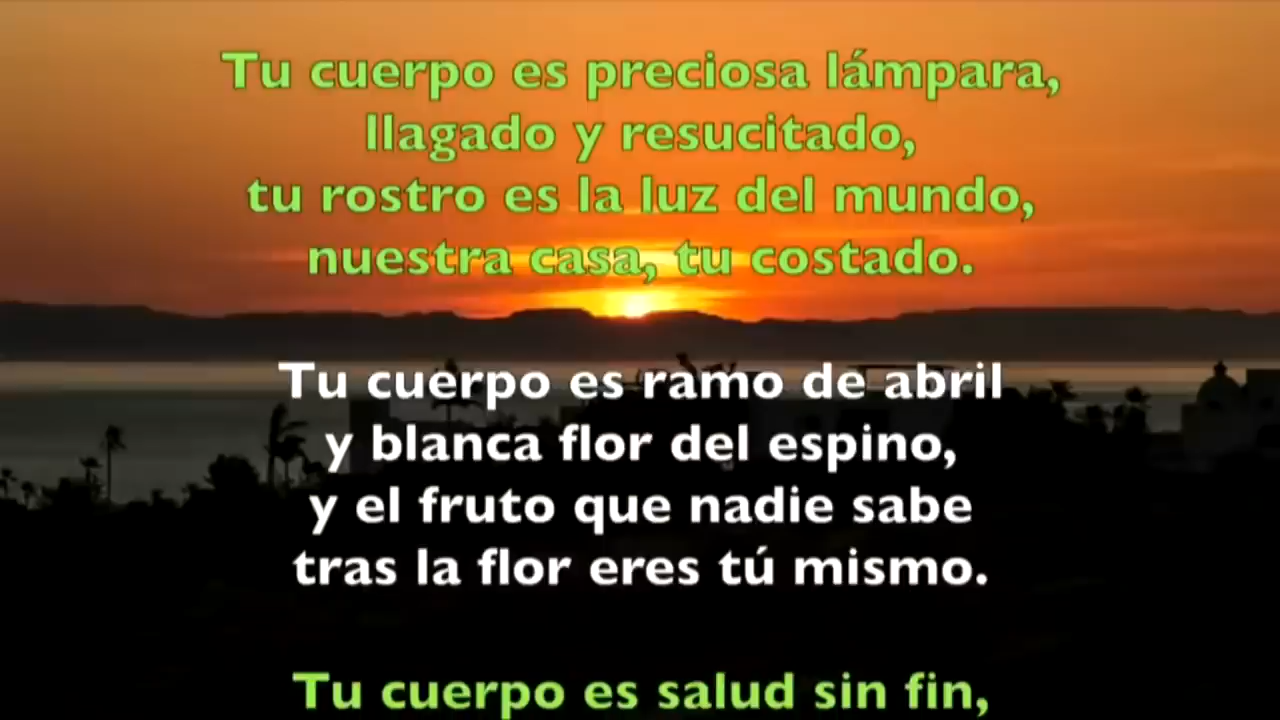 Tu cuerpo es preciosa lámpara,
llagado y resucitado,
tu rostro es la luz del mundo,
nuestra casa, tu costado.
Tu cuerpo es ramo de abril
y blanca flor del espino,
y el fruto que nadie sabe
tras la flor eres tú mismo.
Tu cuerpo es salud sin fin,